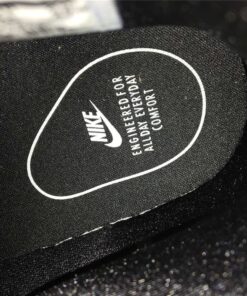 NIKE
ENGINEERED FOR
ALLDAY EVERYDAY
COMFORT